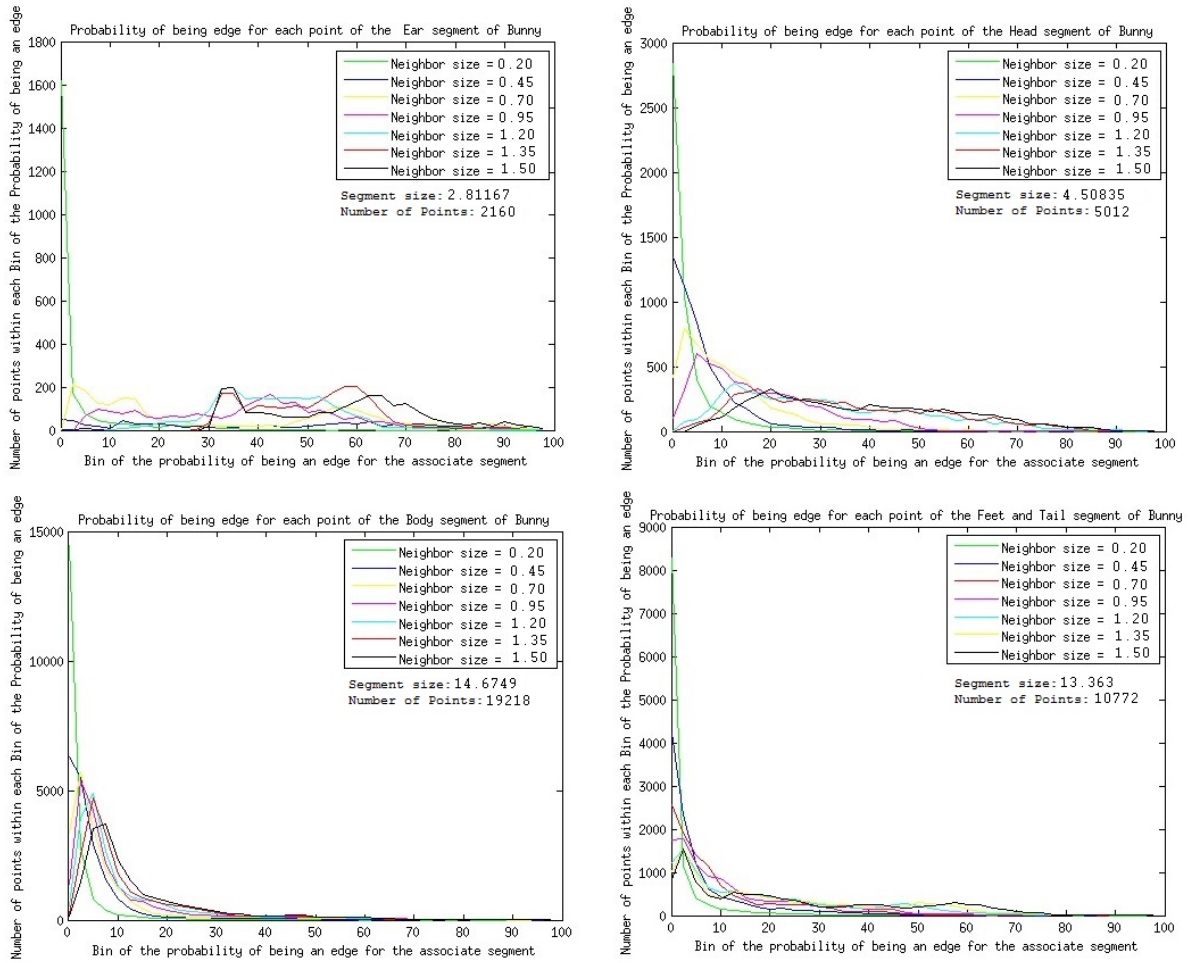 Probability of being edge for each point of the Ear segment of Bunny
Number of points within each Bin of the Probability of being an edge
1800
1600
1400
1200
1000
800
600
400
200
0
0 10 20 30 40 50 60 70 80 90 100
Bin of the probability of being an edge for the associate segment
Neighbor size = 0.20
Neighbor size = 0.45
Neighbor size = 0.70
Neighbor size = 0.95
Neighbor size = 1.20
Neighbor size = 1.35
Neighbor size = 1.50
Segment size: 2.81167
Number of Points: 2160
Probability of being edge for each point of the Head segment of Bunny
Number of points within each Bin of the Probability of being an edge
3000
2500
2000
1500
1000
500
0
0 10 20 30 40 50 60 70 80 90 100
Bin of the probability of being an edge for the associate segment
Neighbor size = 0.20
Neighbor size = 0.45
Neighbor size = 0.70
Neighbor size = 0.95
Neighbor size = 1.20
Neighbor size = 1.35
Neighbor size = 1.50
Segment size: 4.50835
Number of Points: 5012
Probability of being edge for each point of the Body segment of Bunny
Number of points within each Bin of the Probability of being an edge
15000
10000
5000
0
0 10 20 30 40 50 60 70 80 90 100
Bin of the probability of being an edge for the associate segment
Neighbor size = 0.20
Neighbor size = 0.45
Neighbor size = 0.70
Neighbor size = 0.95
Neighbor size = 1.20
Neighbor size = 1.35
Neighbor size = 1.50
Segment size: 14.6749
Number of Points: 19218
Probability of being edge for each point of the Feet and Tail segment of Bunny
Number of points within each Bin of the Probability of being an edge
9000
8000
7000
6000
5000
4000
3000
2000
1000
0
0 10 20 30 40 50 60 70 80 90 100
Bin of the probability of being an edge for the associate segment
Neighbor size = 0.20
Neighbor size = 0.45
Neighbor size = 0.70
Neighbor size = 0.95
Neighbor size = 1.20
Neighbor size = 1.35
Neighbor size = 1.50
Segment size: 13.363
Number of Points: 10772